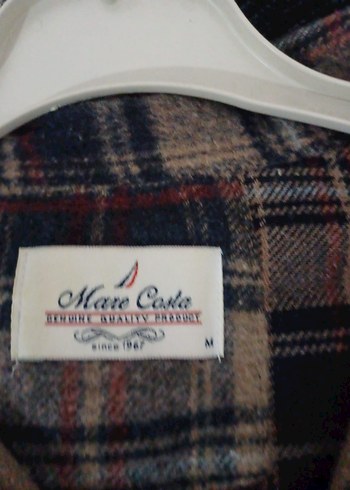 Mare Costa
GENUINE QUALITY PRODUCT
SINCE 1967
M